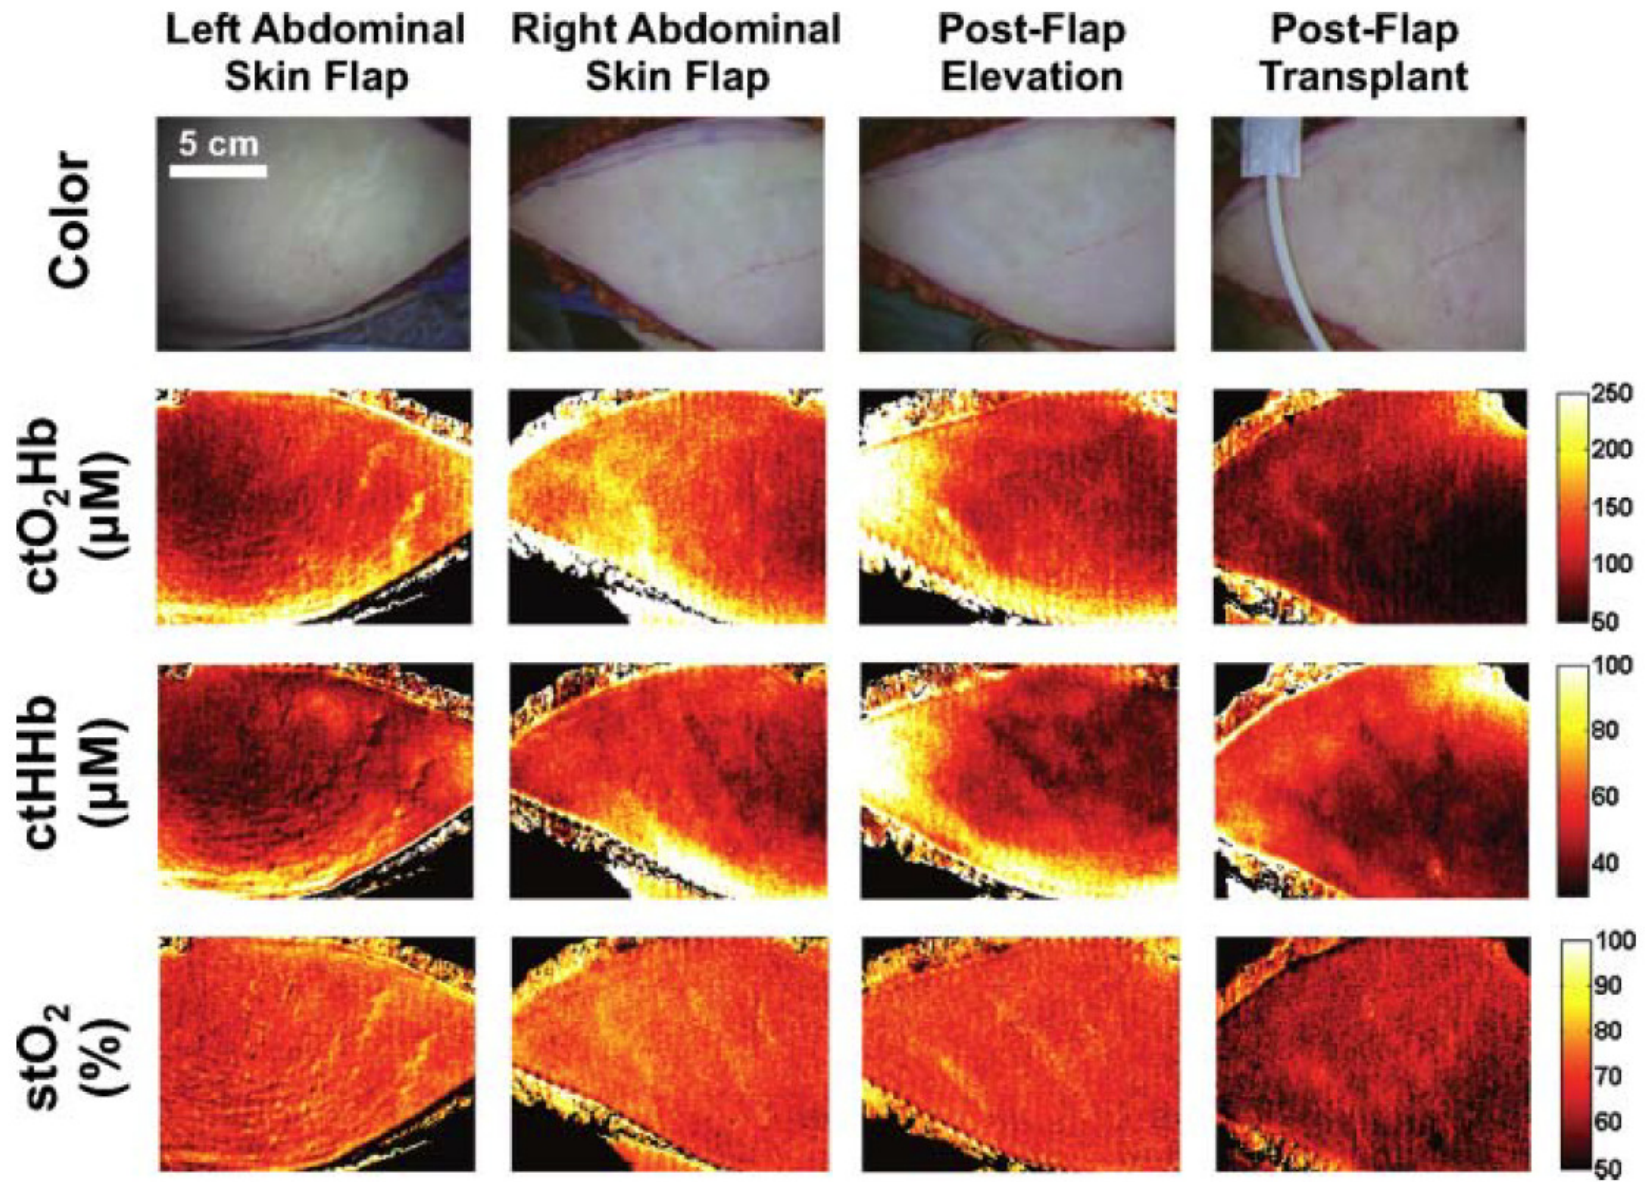 Left Abdominal Skin Flap
Right Abdominal Skin Flap
Post-Flap Elevation
Post-Flap Transplant
Color
5 cm
ctO₂Hb (µM)
250
200
150
100
50
ctHHb (µM)
100
80
60
40
stO₂ (%)
100
90
80
70
60
50